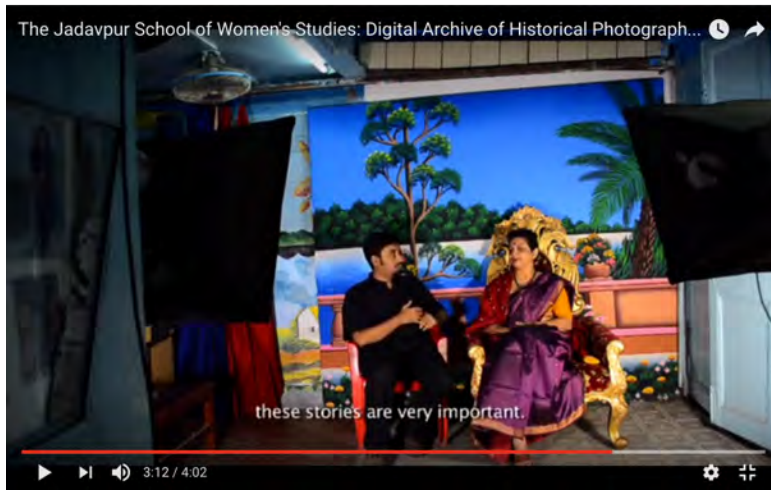 The Jadavpur School of Women's Studies: Digital Archive of Historical Photograph...
these stories are very important.
3:12 / 4:02